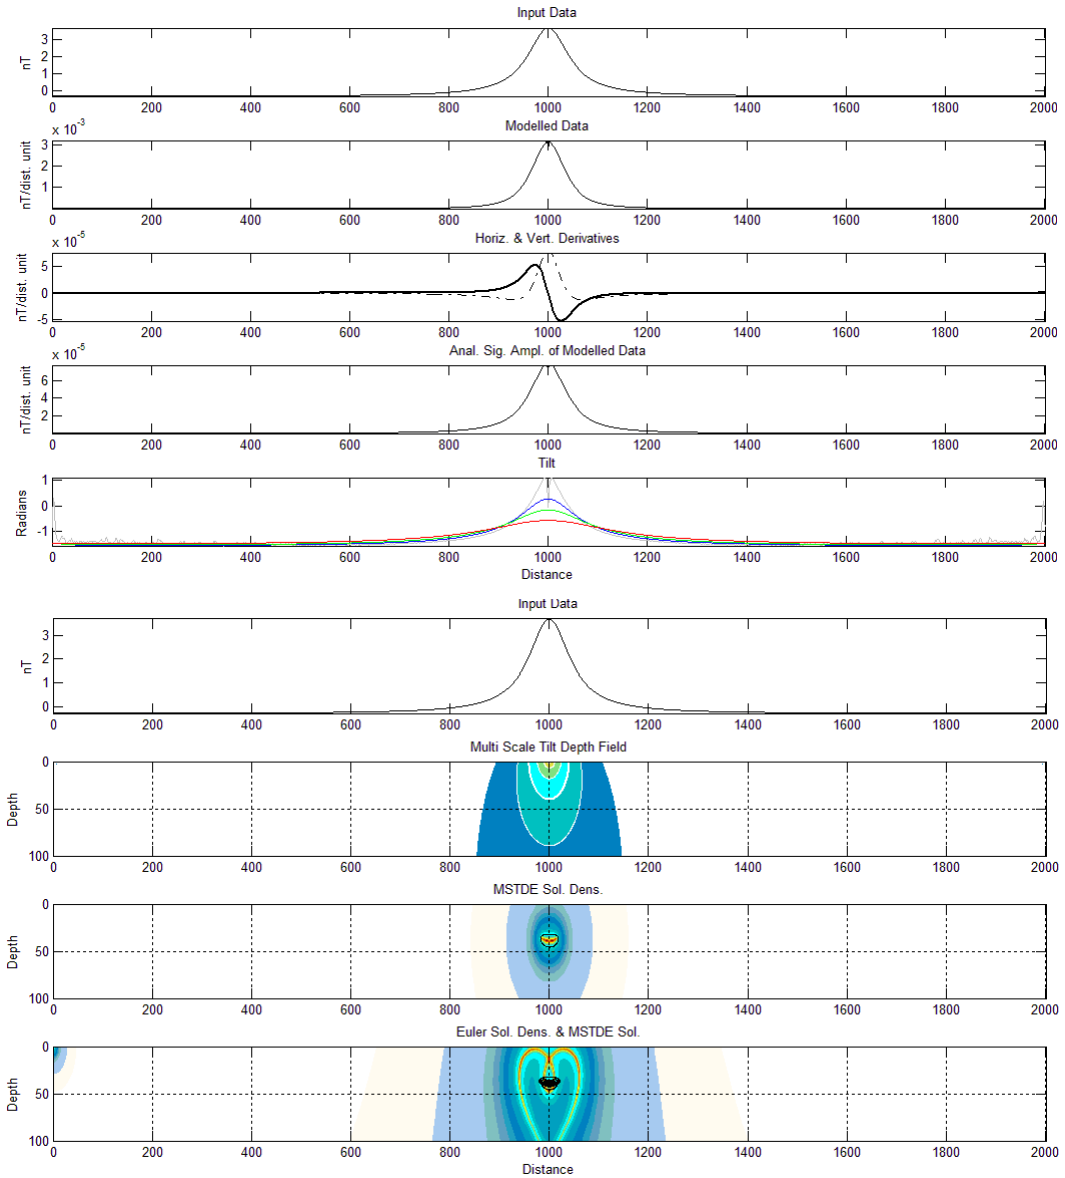 Input Data
3
2
1
0
nT
0 200 400 600 800 1000 1200 1400 1600 1800 2000
x 10-3
Modelled Data
3
2
1
nT/dist. unit
0 200 400 600 800 1000 1200 1400 1600 1800 2000
x 10-5
Horiz. & Vert. Derivatives
5
0
-5
nT/dist. unit
0 200 400 600 800 1000 1200 1400 1600 1800 2000
x 10-5
Anal. Sig. Ampl. of Modelled Data
6
4
2
nT/dist. unit
0 200 400 600 800 1000 1200 1400 1600 1800 2000
Tilt
1
0
-1
Radians
0 200 400 600 800 1000 1200 1400 1600 1800 2000
Distance
Input Data
3
2
1
0
nT
0 200 400 600 800 1000 1200 1400 1600 1800 2000
Multi Scale Tilt Depth Field
0
50
100
Depth
0 200 400 600 800 1000 1200 1400 1600 1800 2000
MSTDE Sol. Dens.
0
50
100
Depth
0 200 400 600 800 1000 1200 1400 1600 1800 2000
Euler Sol. Dens. & MSTDE Sol.
0
50
100
Depth
0 200 400 600 800 1000 1200 1400 1600 1800 2000
Distance